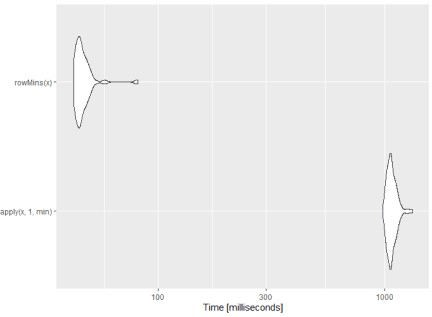 rowMins(x)
apply(x, 1, min)
100
300
1000
Time [milliseconds]